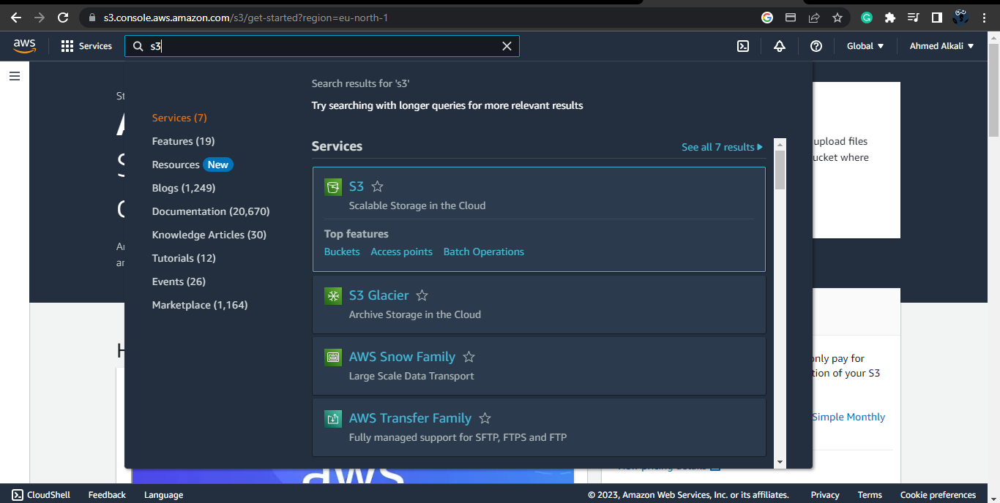 s3.console.aws.amazon.com/s3/get-started?region=eu-north-1
aws
Services
s3
Global
Ahmed Alkali
Search results for 's3'
Try searching with longer queries for more relevant results
Services (7)
Features (19)
Resources New
Blogs (1,249)
Documentation (20,670)
Knowledge Articles (30)
Tutorials (12)
Events (26)
Marketplace (1,164)
Services
See all 7 results
S3
Scalable Storage in the Cloud
Top features
Buckets Access points Batch Operations
S3 Glacier
Archive Storage in the Cloud
AWS Snow Family
Large Scale Data Transport
AWS Transfer Family
Fully managed support for SFTP, FTPS and FTP
upload files
where
only pay for
of your S3
Simple Monthly
aws
CloudShell Feedback Language
© 2023, Amazon Web Services, Inc. or its affiliates. Privacy Terms Cookie preferences